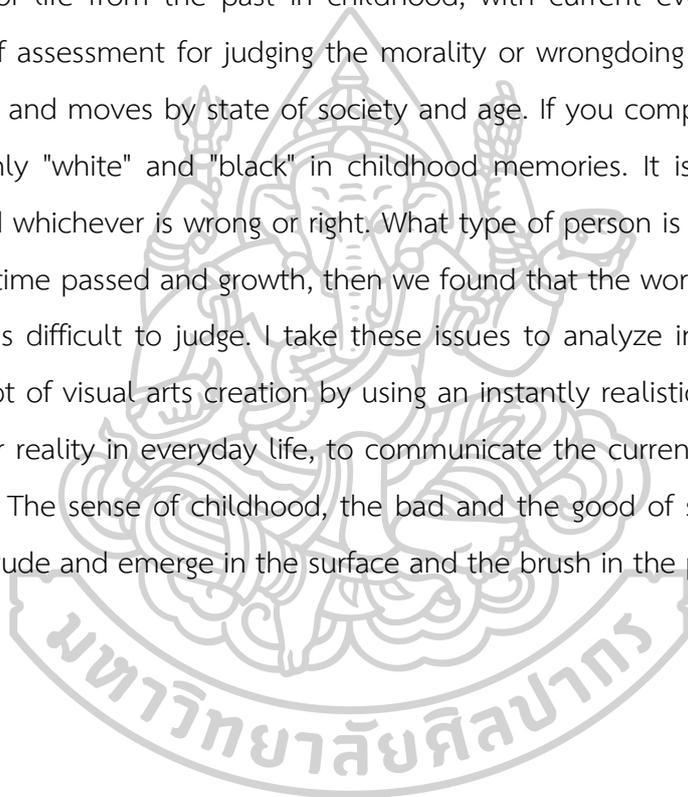 or life from the past in childhood, with current ev
f assessment for judging the morality or wrongdoing
and moves by state of society and age. If you comp
nly "white" and "black" in childhood memories. It is
d whichever is wrong or right. What type of person is
time passed and growth, then we found that the wor
s difficult to judge. I take these issues to analyze in
pt of visual arts creation by using an instantly realistic
r reality in everyday life, to communicate the curren
The sense of childhood, the bad and the good of s
ude and emerge in the surface and the brush in the p
มหาวิทยาลัยศิลปากร